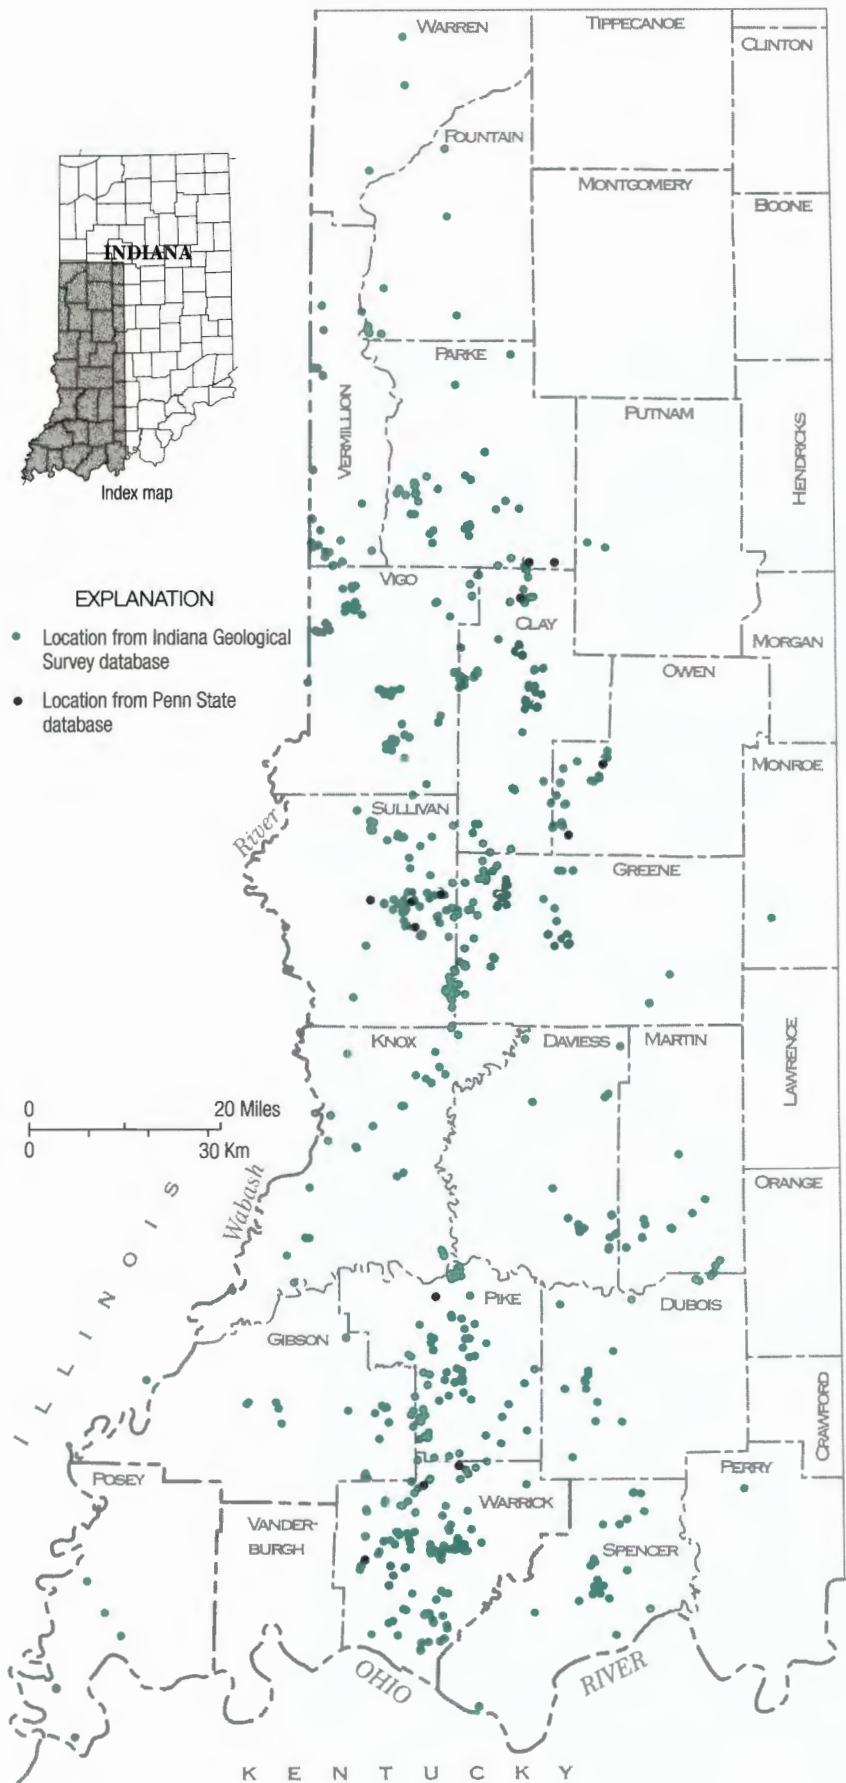 WARREN
TIPPECANOE
CLINTON
FOUNTAIN
MONTGOMERY
BOONE
INDIANA
PARKE
VERMILLION
PUTNAM
HENDRICKS
Index map
VIGO
EXPLANATION
CLAY
Location from Indiana Geological
Survey database
MORGAN
OWEN
Location from Penn State
database
MONROE
SULLIVAN
River
GREENE
KNOX
DAVIESS
MARTIN
LAWRENCE
0 20 Miles
0 30 Km
Wabash
ORANGE
ILLINOIS
PIKE
DUBOIS
GIBSON
CRAWFORD
POSEY
PERRY
WARRICK
VANDER-
BURGH
SPENCER
OHIO
RIVER
KENTUCKY